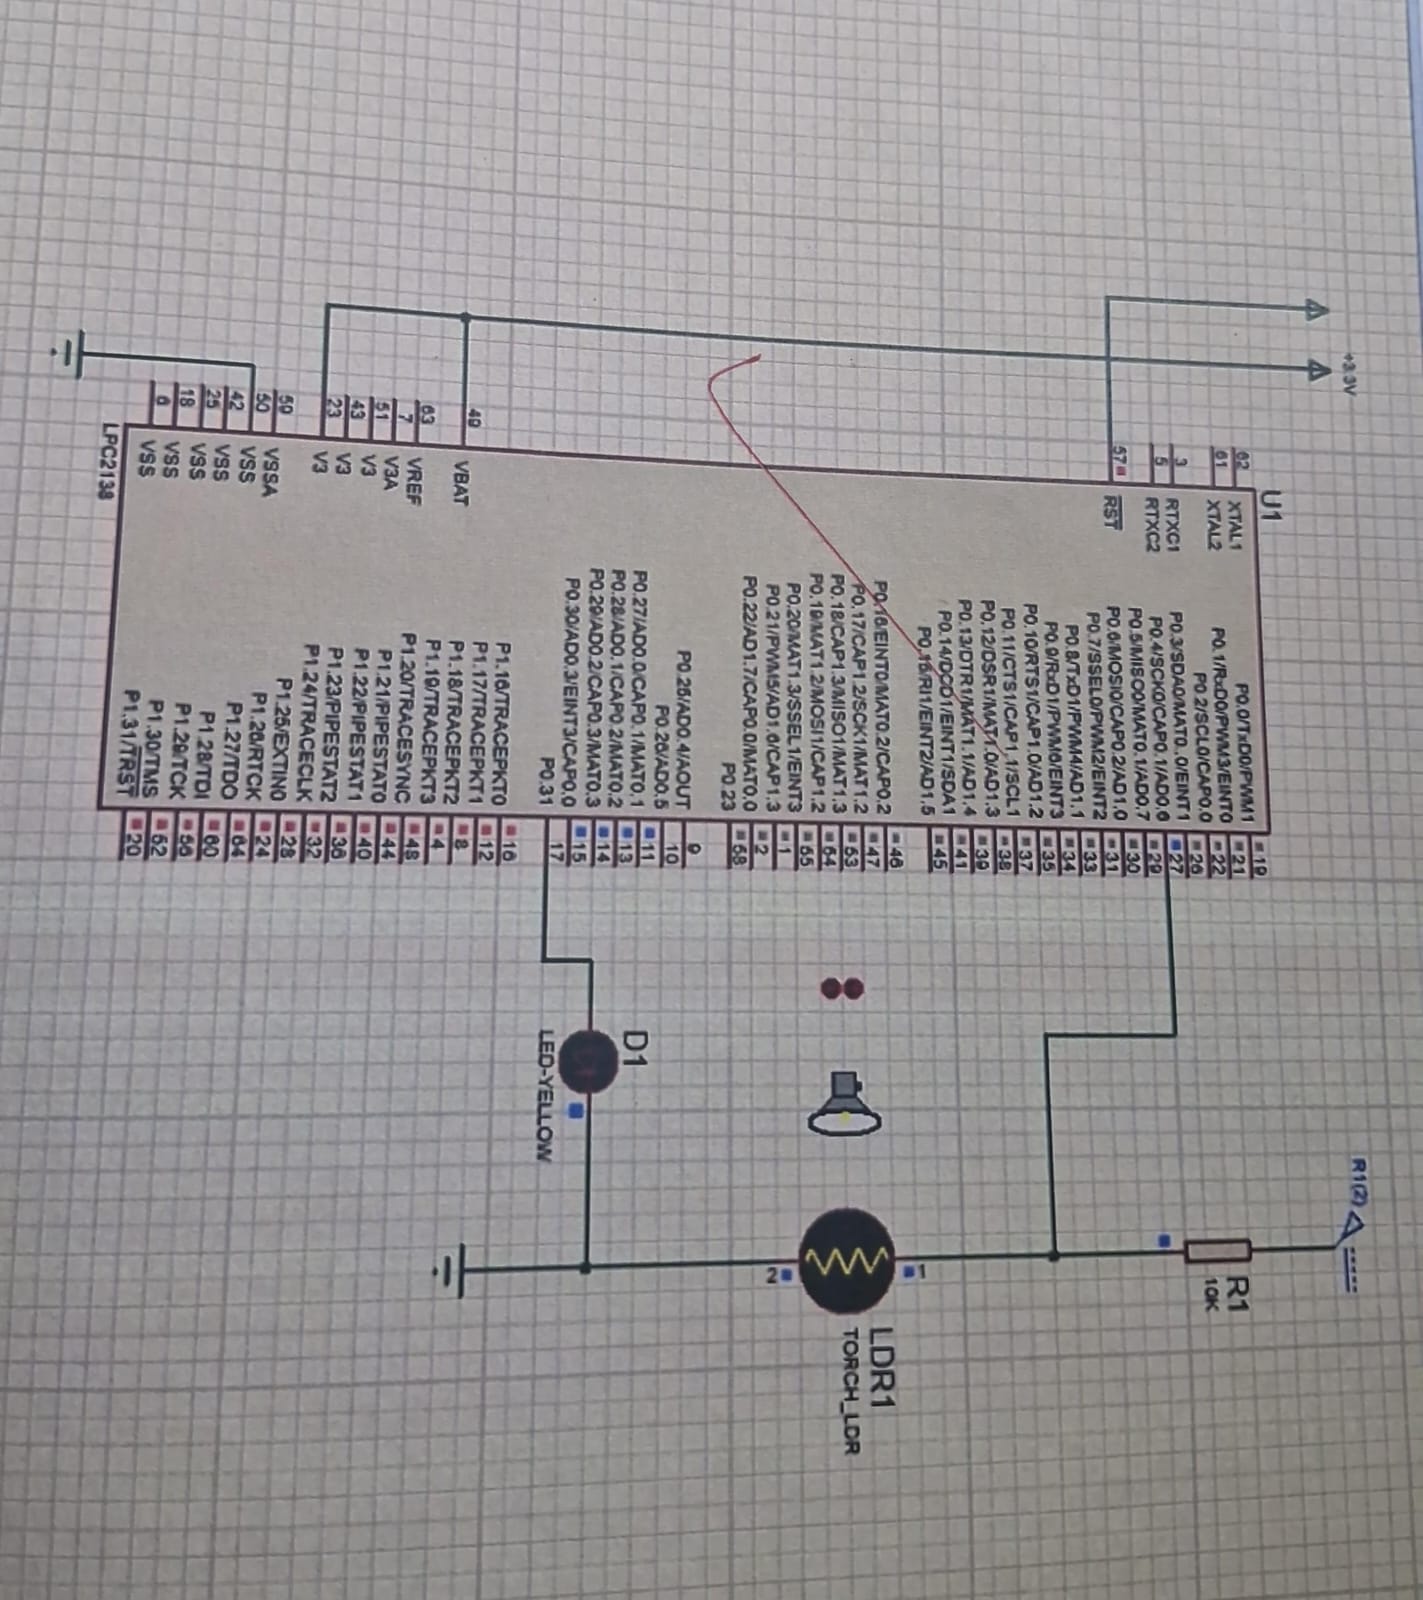 +3.3V
R1(2)
U1
R1
10K
62 XTAL1 P0.0/TxD0/PWM1 19
61 XTAL2 P0.1/RxD0/PWM3/EINT0 21
P0.2/SCL0/CAP0.0 22
3 RTXC1 P0.3/SDA0/MAT0.0/EINT1 26
5 RTXC2 P0.4/SCK0/CAP0.1/AD0.6 27
P0.5/MISO0/MAT0.1/AD0.7 29
P0.6/MOSI0/CAP0.2/AD1.0 30
57 RST P0.7/SSEL0/PWM2/EINT2 31
P0.8/TxD1/PWM4/AD1.1 33
P0.9/RxD1/PWM6/EINT3 34
P0.10/RTS1/CAP1.0/AD1.2 35
P0.11/CTS1/CAP1.1/SCL1 37
P0.12/DSR1/MAT1.0/AD1.3 38
P0.13/DTR1/MAT1.1/AD1.4 39
P0.14/DCD1/EINT1/SDA1 41
P0.15/RI1/EINT2/AD1.5 45
P0.16/EINT0/MAT0.2/CAP0.2 46
P0.17/CAP1.2/SCK1/MAT1.2 47
P0.18/CAP1.3/MISO1/MAT1.3 53
P0.19/MAT1.2/MOSI1/CAP1.2 54
P0.20/MAT1.3/SSEL1/EINT3 55
P0.21/PWM5/AD1.6/CAP1.3 1
P0.22/AD1.7/CAP0.0/MAT0.0 2
P0.23 58
1
LDR1
TORCH_LDR
2
P0.25/AD0.4/AOUT 9
P0.26/AD0.5 10
P0.27/AD0.0/CAP0.1/MAT0.1 11
P0.28/AD0.1/CAP0.2/MAT0.2 13
P0.29/AD0.2/CAP0.3/MAT0.3 14
P0.30/AD0.3/EINT3/CAP0.0 15
P0.31 17
D1
LED-YELLOW
P1.16/TRACEPKT0 16
P1.17/TRACEPKT1 12
49 VBAT P1.18/TRACEPKT2 8
P1.19/TRACEPKT3 4
63 VREF P1.20/TRACESYNC 48
7 V3A P1.21/PIPESTAT0 44
51 V3 P1.22/PIPESTAT1 40
43 V3 P1.23/PIPESTAT2 36
23 V3 P1.24/TRACECLK 32
P1.25/EXTIN0 28
59 VSSA P1.26/RTCK 24
50 VSS P1.27/TDO 64
42 VSS P1.28/TDI 60
25 VSS P1.29/TCK 56
18 VSS P1.30/TMS 52
6 VSS P1.31/TRST 20
LPC2138